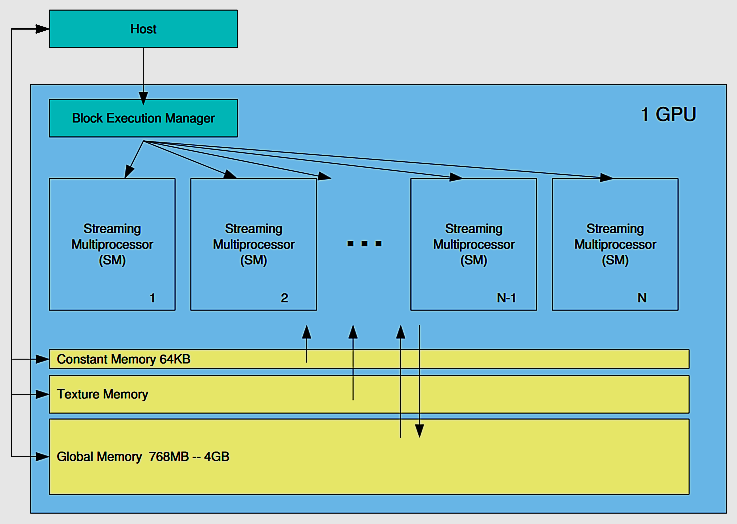 Host
1 GPU
Block Execution Manager
Streaming
Multiprocessor
(SM)
1
Streaming
Multiprocessor
(SM)
2
...
Streaming
Multiprocessor
(SM)
N-1
Streaming
Multiprocessor
(SM)
N
Constant Memory 64KB
Texture Memory
Global Memory 768MB -- 4GB